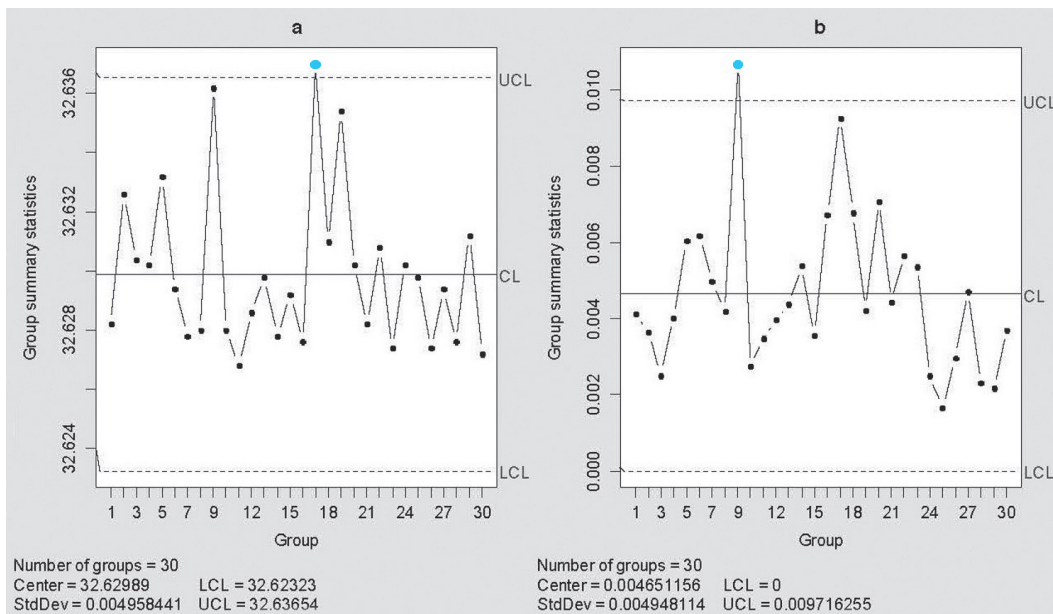 a
Group summary statistics
32.636
32.632
32.628
32.624
UCL
CL
LCL
1 3 5 7 9 12 15 18 21 24 27 30
Group
Number of groups = 30
Center = 32.62989 LCL = 32.62323
StdDev = 0.004958441 UCL = 32.63654
b
Group summary statistics
0.010
0.008
0.006
0.004
0.002
0.000
UCL
CL
LCL
1 3 5 7 9 12 15 18 21 24 27 30
Group
Number of groups = 30
Center = 0.004651156 LCL = 0
StdDev = 0.004948114 UCL = 0.009716255